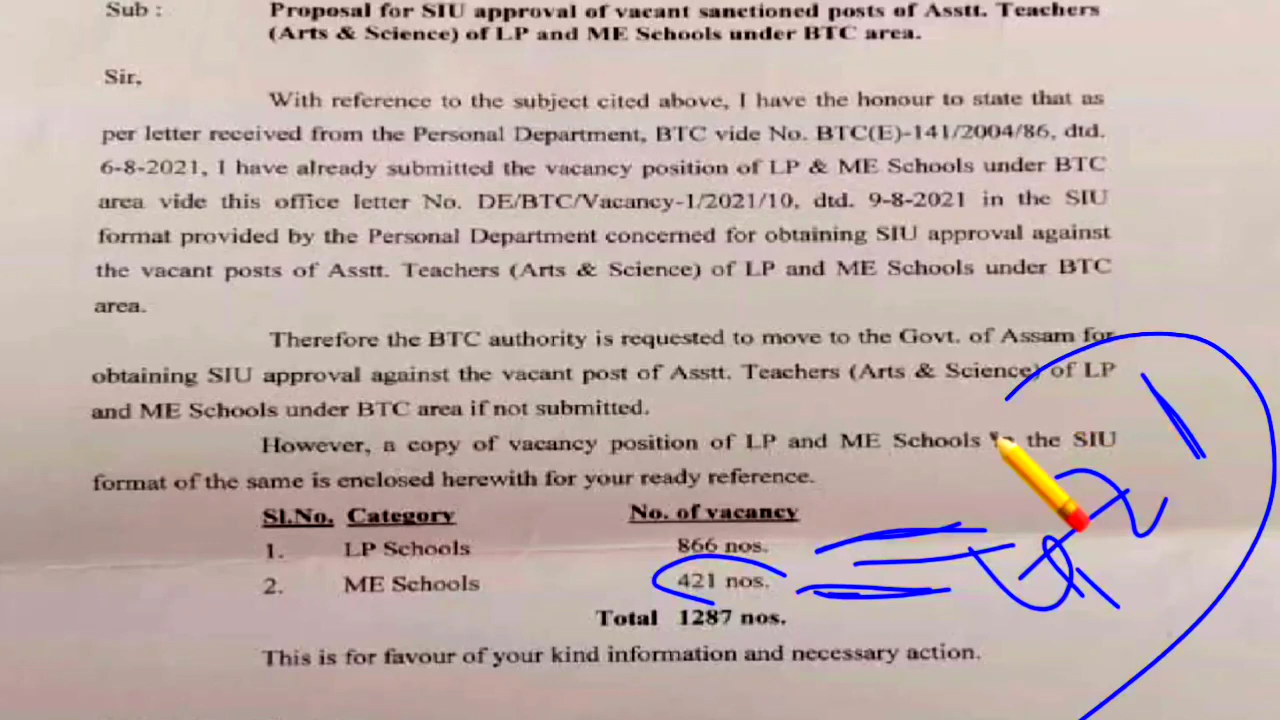 Sub : Proposal for SIU approval of vacant sanctioned posts of Asstt. Teachers
(Arts & Science) of LP and ME Schools under BTC area.
Sir,
With reference to the subject cited above, I have the honour to state that as
per letter received from the Personal Department, BTC vide No. BTC(E)-141/2004/86, dtd.
6-8-2021, I have already submitted the vacancy position of LP & ME Schools under BTC
area vide this office letter No. DE/BTC/Vacancy-1/2021/10, dtd. 9-8-2021 in the SIU
format provided by the Personal Department concerned for obtaining SIU approval against
the vacant posts of Asstt. Teachers (Arts & Science) of LP and ME Schools under BTC
area.
Therefore the BTC authority is requested to move to the Govt. of Assam for
obtaining SIU approval against the vacant post of Asstt. Teachers (Arts & Science) of LP
and ME Schools under BTC area if not submitted.
However, a copy of vacancy position of LP and ME Schools the SIU
format of the same is enclosed herewith for your ready reference.
Sl.No. Category No. of vacancy
1. LP Schools 866 nos.
2. ME Schools 421 nos.
Total 1287 nos.
This is for favour of your kind information and necessary action.